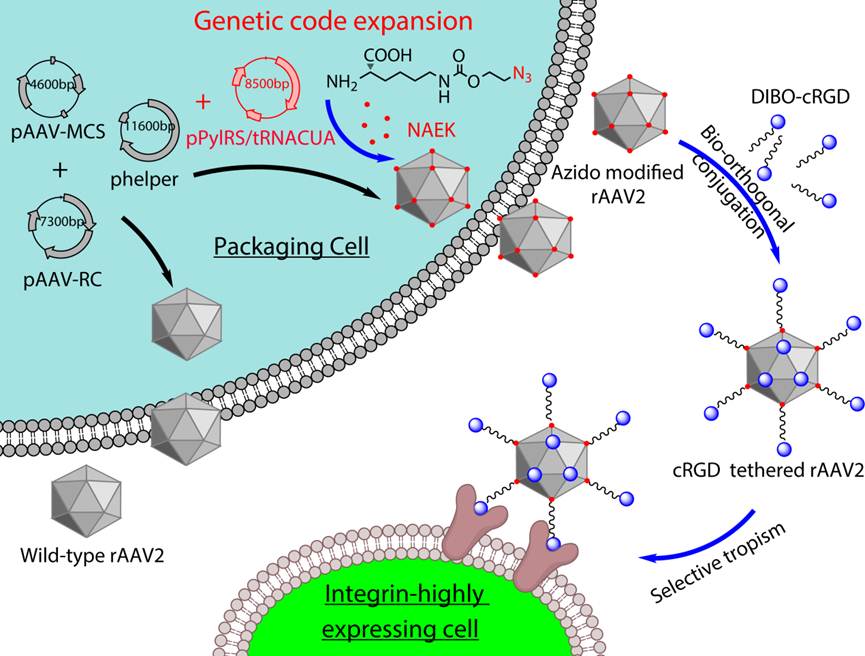 Genetic code expansion
4600bp
pAAV-MCS
+
7300bp
pAAV-RC
11600bp
phelper
+
8500bp
pPylRS/tRNACUA
COOH
NH2
N
H
O
O
N3
NAEK
Packaging Cell
Wild-type rAAV2
Azido modified
rAAV2
DIBO-cRGD
Bio-orthogonal
conjugation
cRGD tethered rAAV2
Selective tropism
Integrin-highly
expressing cell